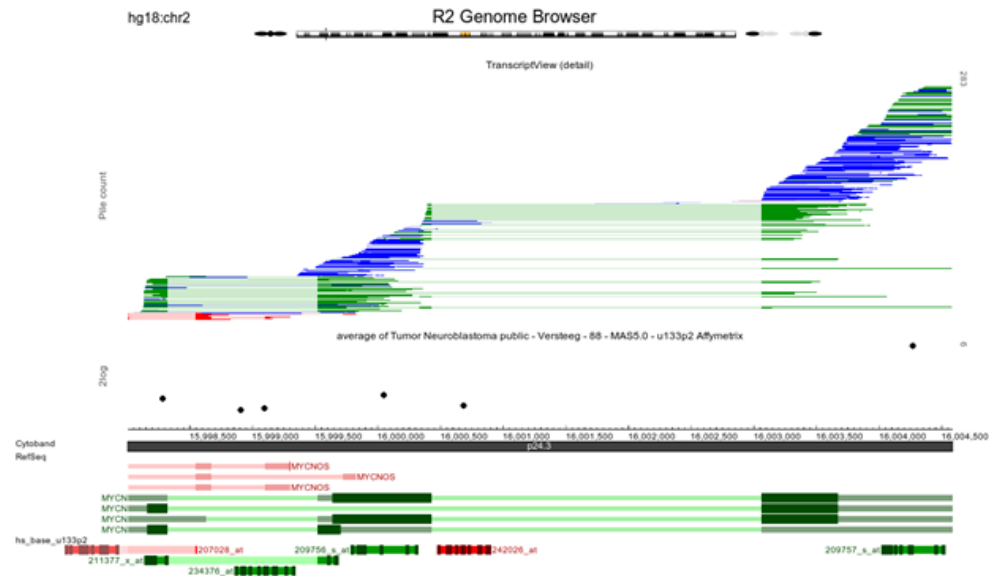 hg18:chr2
R2 Genome Browser
TranscriptView (detail)
283
Pile count
average of Tumor Neuroblastoma public - Versteeg - 88 - MAS5.0 - u133p2 Affymetrix
2log
15,998,500 15,999,000 15,999,500 16,000,000 16,000,500 16,001,000 16,001,500 16,002,000 16,002,500 16,003,000 16,003,500 16,004,000 16,004,500
Cytoband
p24.3
RefSeq
MYCNOS
MYCNOS
MYCNOS
MYCN
MYCN
MYCN
MYCN
hs_base_u133p2
207028_at 209756_s_at 242026_at 209757_s_at
211377_x_at
234376_at